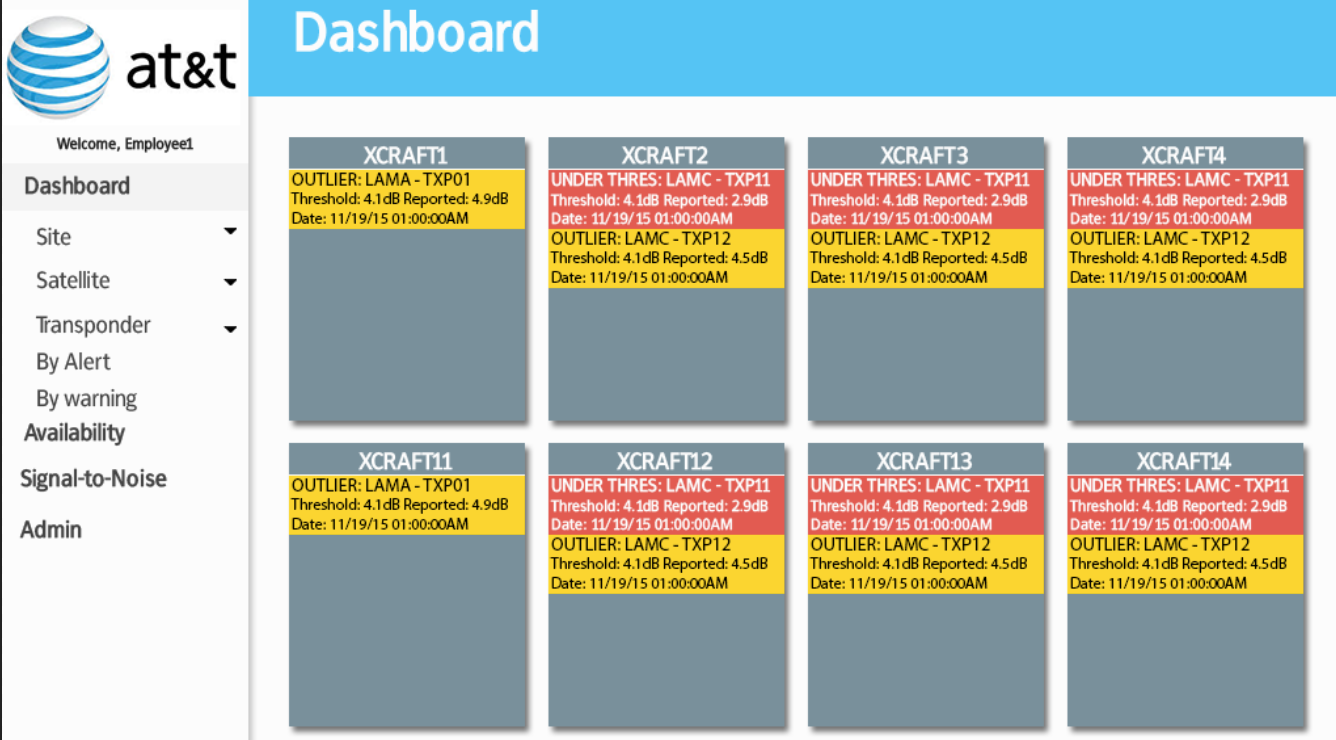 at&t
Welcome, Employee1
Dashboard
Site
Satellite
Transponder
By Alert
By warning
Availability
Signal-to-Noise
Admin
Dashboard
XCRAFT1
OUTLIER: LAMA - TXP01
Threshold: 4.1dB Reported: 4.9dB
Date: 11/19/15 01:00:00AM
XCRAFT2
UNDER THRES: LAMC - TXP11
Threshold: 4.1dB Reported: 2.9dB
Date: 11/19/15 01:00:00AM
OUTLIER: LAMC - TXP12
Threshold: 4.1dB Reported: 4.5dB
Date: 11/19/15 01:00:00AM
XCRAFT3
UNDER THRES: LAMC - TXP11
Threshold: 4.1dB Reported: 2.9dB
Date: 11/19/15 01:00:00AM
OUTLIER: LAMC - TXP12
Threshold: 4.1dB Reported: 4.5dB
Date: 11/19/15 01:00:00AM
XCRAFT4
UNDER THRES: LAMC - TXP11
Threshold: 4.1dB Reported: 2.9dB
Date: 11/19/15 01:00:00AM
OUTLIER: LAMC - TXP12
Threshold: 4.1dB Reported: 4.5dB
Date: 11/19/15 01:00:00AM
XCRAFT11
OUTLIER: LAMA - TXP01
Threshold: 4.1dB Reported: 4.9dB
Date: 11/19/15 01:00:00AM
XCRAFT12
UNDER THRES: LAMC - TXP11
Threshold: 4.1dB Reported: 2.9dB
Date: 11/19/15 01:00:00AM
OUTLIER: LAMC - TXP12
Threshold: 4.1dB Reported: 4.5dB
Date: 11/19/15 01:00:00AM
XCRAFT13
UNDER THRES: LAMC - TXP11
Threshold: 4.1dB Reported: 2.9dB
Date: 11/19/15 01:00:00AM
OUTLIER: LAMC - TXP12
Threshold: 4.1dB Reported: 4.5dB
Date: 11/19/15 01:00:00AM
XCRAFT14
UNDER THRES: LAMC - TXP11
Threshold: 4.1dB Reported: 2.9dB
Date: 11/19/15 01:00:00AM
OUTLIER: LAMC - TXP12
Threshold: 4.1dB Reported: 4.5dB
Date: 11/19/15 01:00:00AM